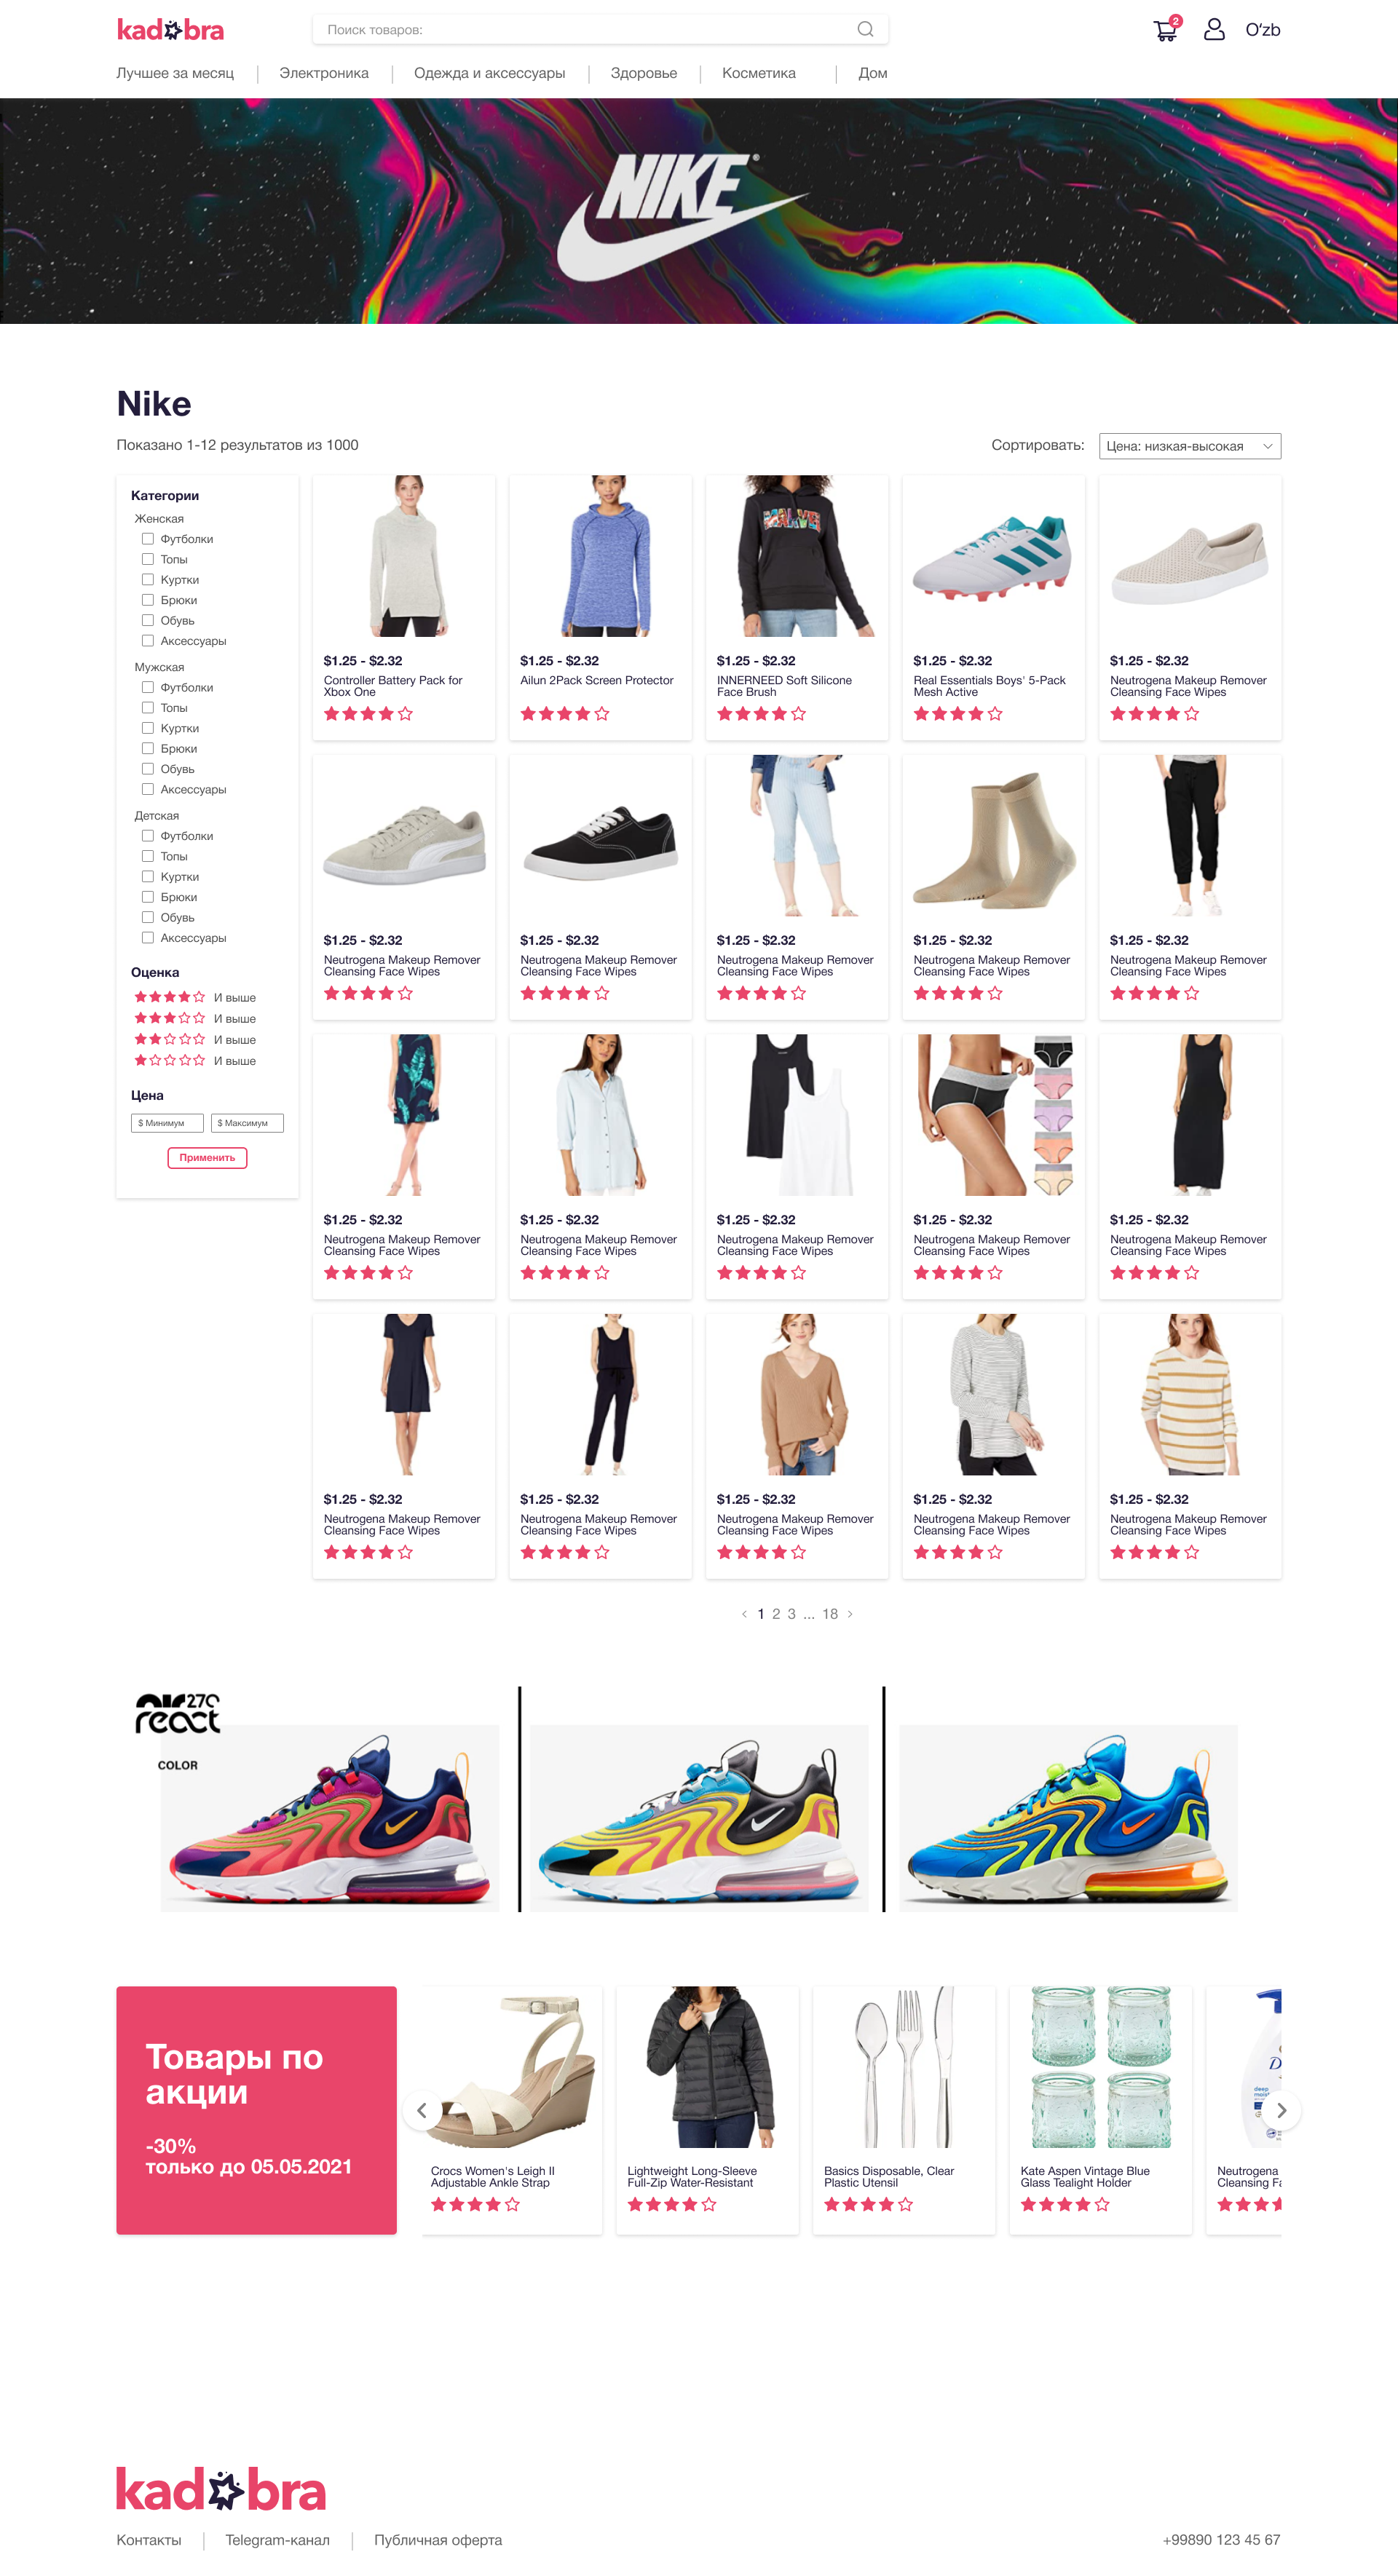 kadobra
Поиск товаров:
2
O'zb
Лучшее за месяц
Электроника
Одежда и аксессуары
Здоровье
Косметика
Дом
NIKE®
Nike
Показано 1-12 результатов из 1000
Сортировать:
Цена: низкая-высокая
Категории
Женская
Футболки
Топы
Куртки
Брюки
Обувь
Аксессуары
Мужская
Футболки
Топы
Куртки
Брюки
Обувь
Аксессуары
Детская
Футболки
Топы
Куртки
Брюки
Обувь
Аксессуары
Оценка
И выше
И выше
И выше
И выше
Цена
$ Минимум
$ Максимум
Применить
$1.25 - $2.32
Controller Battery Pack for
Xbox One
$1.25 - $2.32
Ailun 2Pack Screen Protector
$1.25 - $2.32
INNERNEED Soft Silicone
Face Brush
$1.25 - $2.32
Real Essentials Boys' 5-Pack
Mesh Active
$1.25 - $2.32
Neutrogena Makeup Remover
Cleansing Face Wipes
$1.25 - $2.32
Neutrogena Makeup Remover
Cleansing Face Wipes
$1.25 - $2.32
Neutrogena Makeup Remover
Cleansing Face Wipes
$1.25 - $2.32
Neutrogena Makeup Remover
Cleansing Face Wipes
$1.25 - $2.32
Neutrogena Makeup Remover
Cleansing Face Wipes
$1.25 - $2.32
Neutrogena Makeup Remover
Cleansing Face Wipes
$1.25 - $2.32
Neutrogena Makeup Remover
Cleansing Face Wipes
$1.25 - $2.32
Neutrogena Makeup Remover
Cleansing Face Wipes
$1.25 - $2.32
Neutrogena Makeup Remover
Cleansing Face Wipes
$1.25 - $2.32
Neutrogena Makeup Remover
Cleansing Face Wipes
$1.25 - $2.32
Neutrogena Makeup Remover
Cleansing Face Wipes
$1.25 - $2.32
Neutrogena Makeup Remover
Cleansing Face Wipes
$1.25 - $2.32
Neutrogena Makeup Remover
Cleansing Face Wipes
$1.25 - $2.32
Neutrogena Makeup Remover
Cleansing Face Wipes
$1.25 - $2.32
Neutrogena Makeup Remover
Cleansing Face Wipes
$1.25 - $2.32
Neutrogena Makeup Remover
Cleansing Face Wipes
1 2 3 ... 18
air 270
react
COLOR
Товары по
акции
-30%
только до 05.05.2021
Crocs Women's Leigh II
Adjustable Ankle Strap
Lightweight Long-Sleeve
Full-Zip Water-Resistant
Basics Disposable, Clear
Plastic Utensil
Kate Aspen Vintage Blue
Glass Tealight Holder
Neutrogena
Cleansing Fa
kadobra
Контакты
Telegram-канал
Публичная оферта
+99890 123 45 67